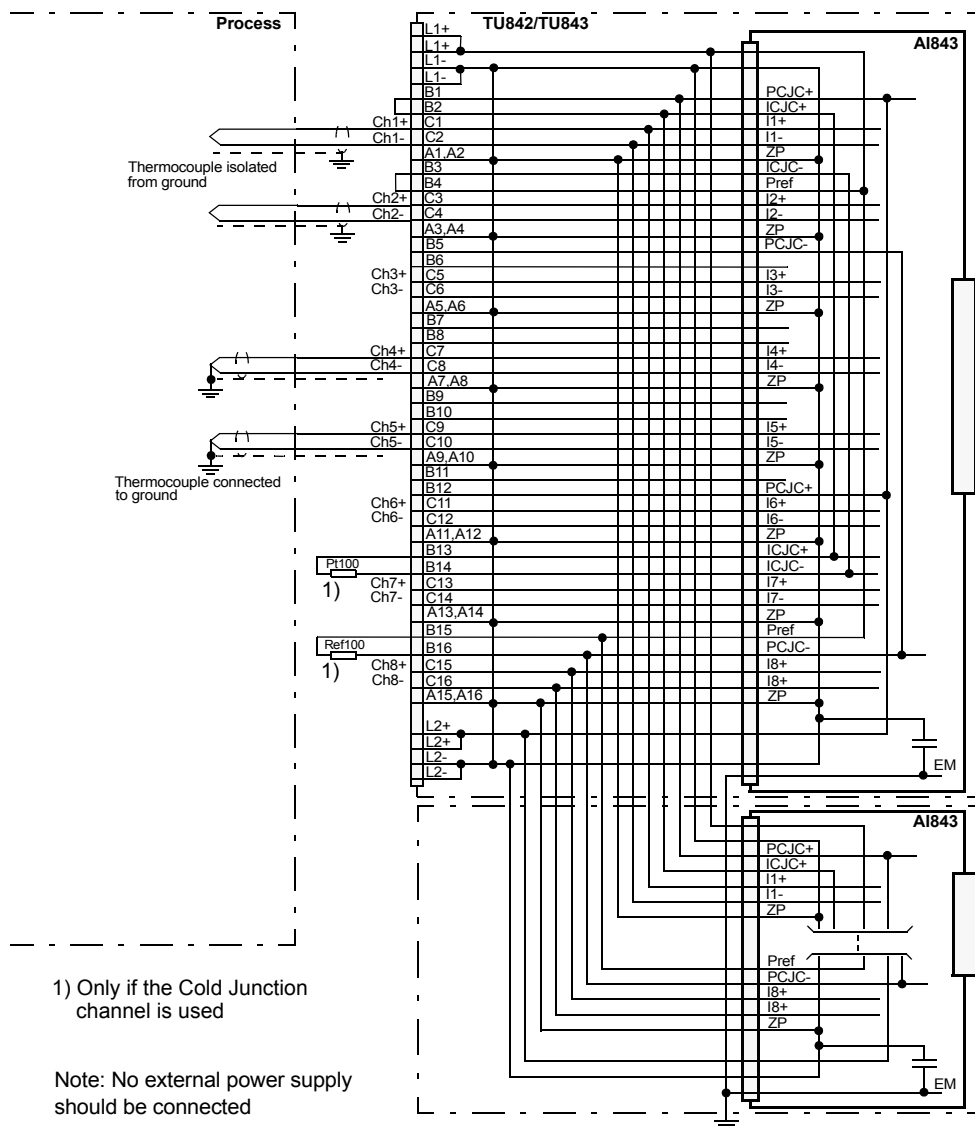 Process
TU842/TU843
AI843
L1+
L1+
L1-
L1-
B1
PCJC+
B2
ICJC+
Ch1+
C1
I1+
Ch1-
C2
I1-
A1,A2
ZP
Thermocouple isolated
from ground
B3
ICJC-
B4
Pref
Ch2+
C3
I2+
Ch2-
C4
I2-
A3,A4
ZP
B5
PCJC-
B6
Ch3+
C5
I3+
Ch3-
C6
I3-
A5,A6
ZP
B7
B8
Ch4+
C7
I4+
Ch4-
C8
I4-
A7,A8
ZP
B9
B10
Ch5+
C9
I5+
Ch5-
C10
I5-
A9,A10
ZP
Thermocouple connected
to ground
B11
B12
PCJC+
Ch6+
C11
I6+
Ch6-
C12
I6-
A11,A12
ZP
B13
ICJC+
Pt100
B14
ICJC-
1)
Ch7+
C13
I7+
Ch7-
C14
I7-
A13,A14
ZP
B15
Pref
Ref100
B16
PCJC-
1)
Ch8+
C15
I8+
Ch8-
C16
I8+
A15,A16
ZP
L2+
L2+
L2-
L2-
EM
AI843
PCJC+
ICJC+
I1+
I1-
ZP
Pref
PCJC-
I8+
I8+
ZP
EM
1) Only if the Cold Junction
channel is used
Note: No external power supply
should be connected